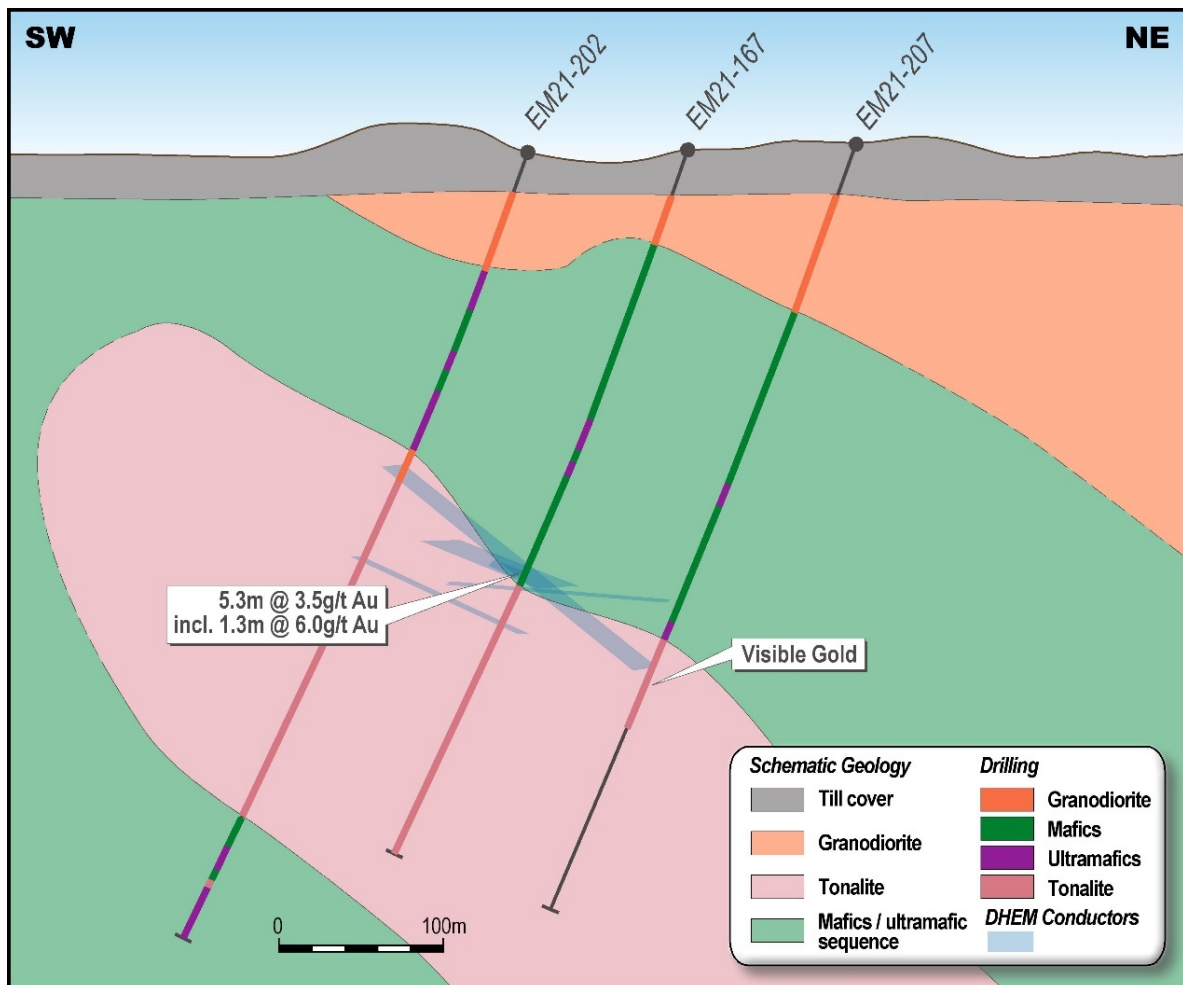 SW
NE
EM21-202
EM21-167
EM21-207
5.3m @ 3.5g/t Au
incl. 1.3m @ 6.0g/t Au
Visible Gold
0
100m
Schematic Geology
Till cover
Granodiorite
Tonalite
Mafics / ultramafic
sequence
Drilling
Granodiorite
Mafics
Ultramafics
Tonalite
DHEM Conductors